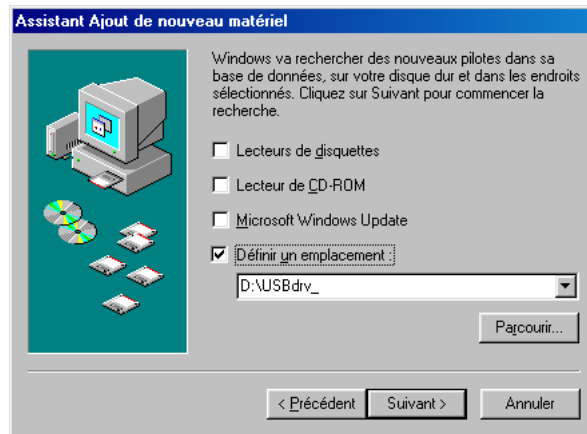 Assistant Ajout de nouveau matériel
Windows va rechercher des nouveaux pilotes dans sa
base de données, sur votre disque dur et dans les endroits
sélectionnés. Cliquez sur Suivant pour commencer la
recherche.
Lecteurs de disquettes
Lecteur de CD-ROM
Microsoft Windows Update
Définir un emplacement :
D:\USBdrv_
Parcourir...
< Précédent
Suivant >
Annuler